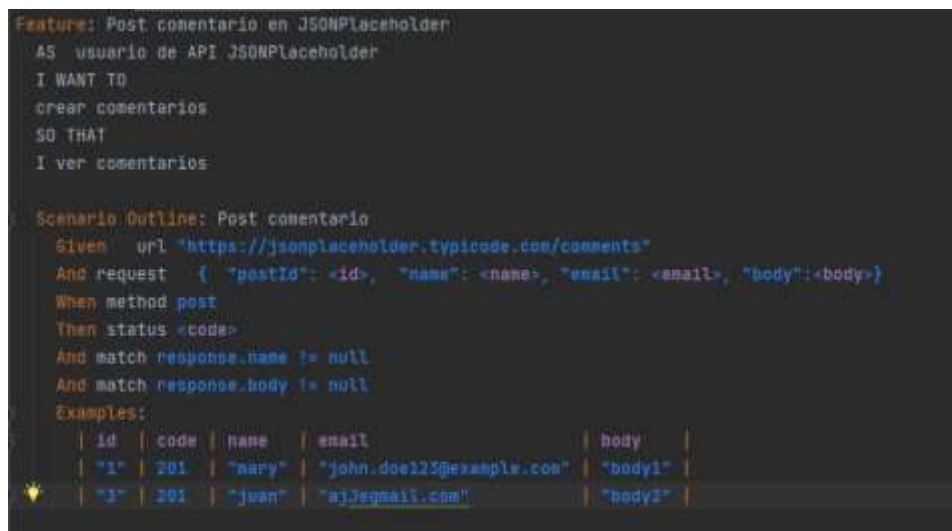 Feature: Post comentario en JSONPlaceholder
AS usuario de API JSONPlaceholder
I WANT TO
crear comentarios
SO THAT
I ver comentarios
Scenario Outline: Post comentario
Given url "https://jsonplaceholder.typicode.com/comments"
And request { "postId": <id>, "name": <name>, "email": <email>, "body":<body>}
When method post
Then status <code>
And match response.name != null
And match response.body != null
Examples:
| id | code | name | email | body |
| "1" | 201 | "mary" | "john.doe123@example.com" | "body1" |
| "3" | 201 | "juan" | | "body2" |